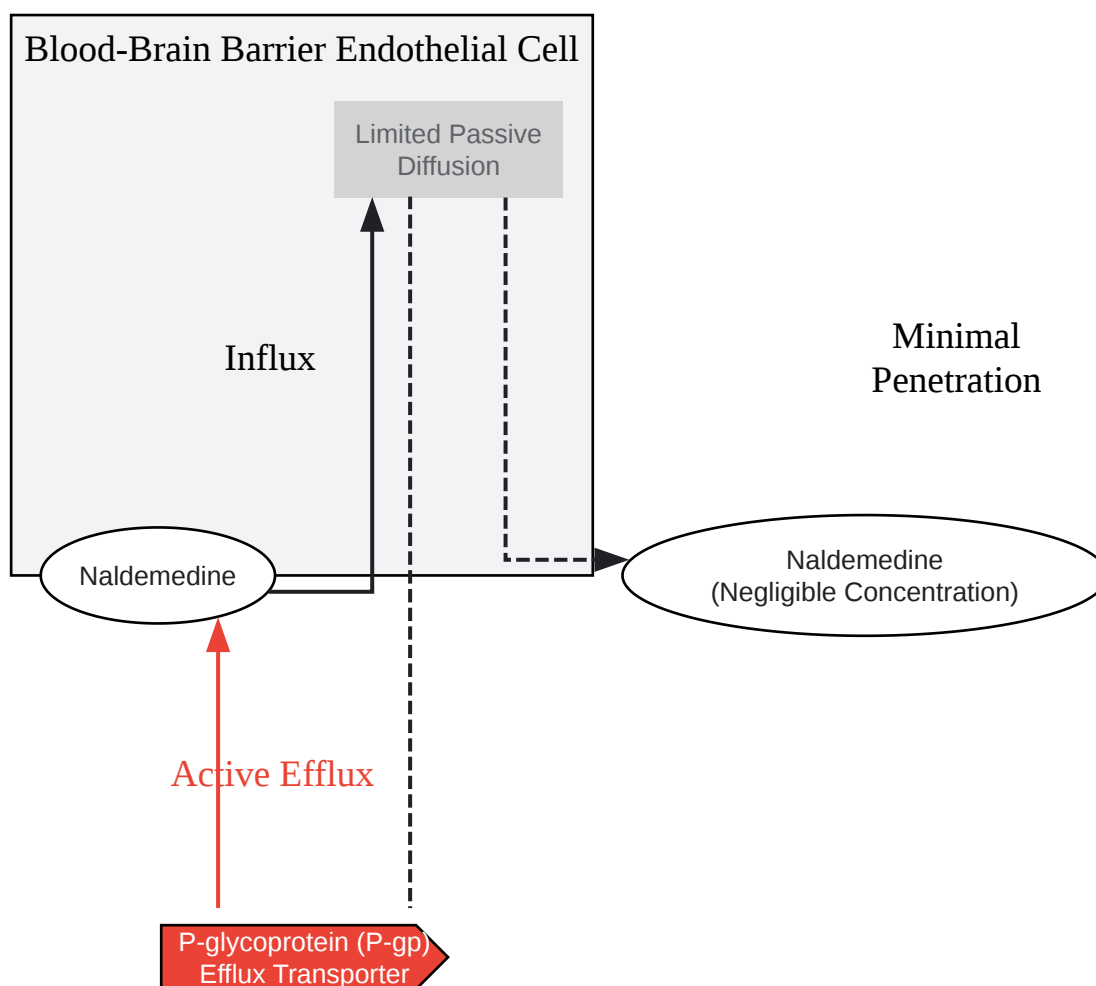 Blood-Brain Barrier Endothelial Cell
Limited Passive
Diffusion
Influx
Minimal
Penetration
Naldemedine
Naldemedine
(Negligible Concentration)
Active Efflux
P-glycoprotein (P-gp)
Efflux Transporter